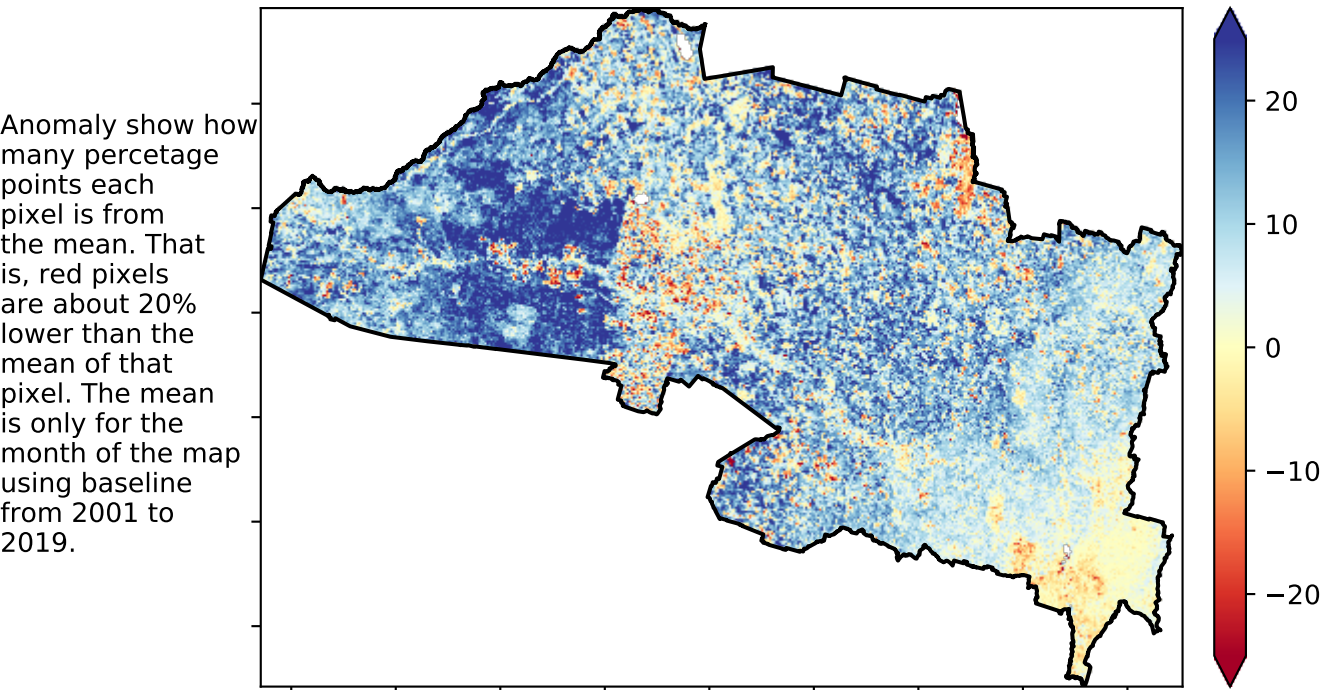 Anomaly show how
many percetage
points each
pixel is from
the mean. That
is, red pixels
are about 20%
lower than the
mean of that
pixel. The mean
is only for the
month of the map
using baseline
from 2001 to
2019.
20
10
0
−10
−20